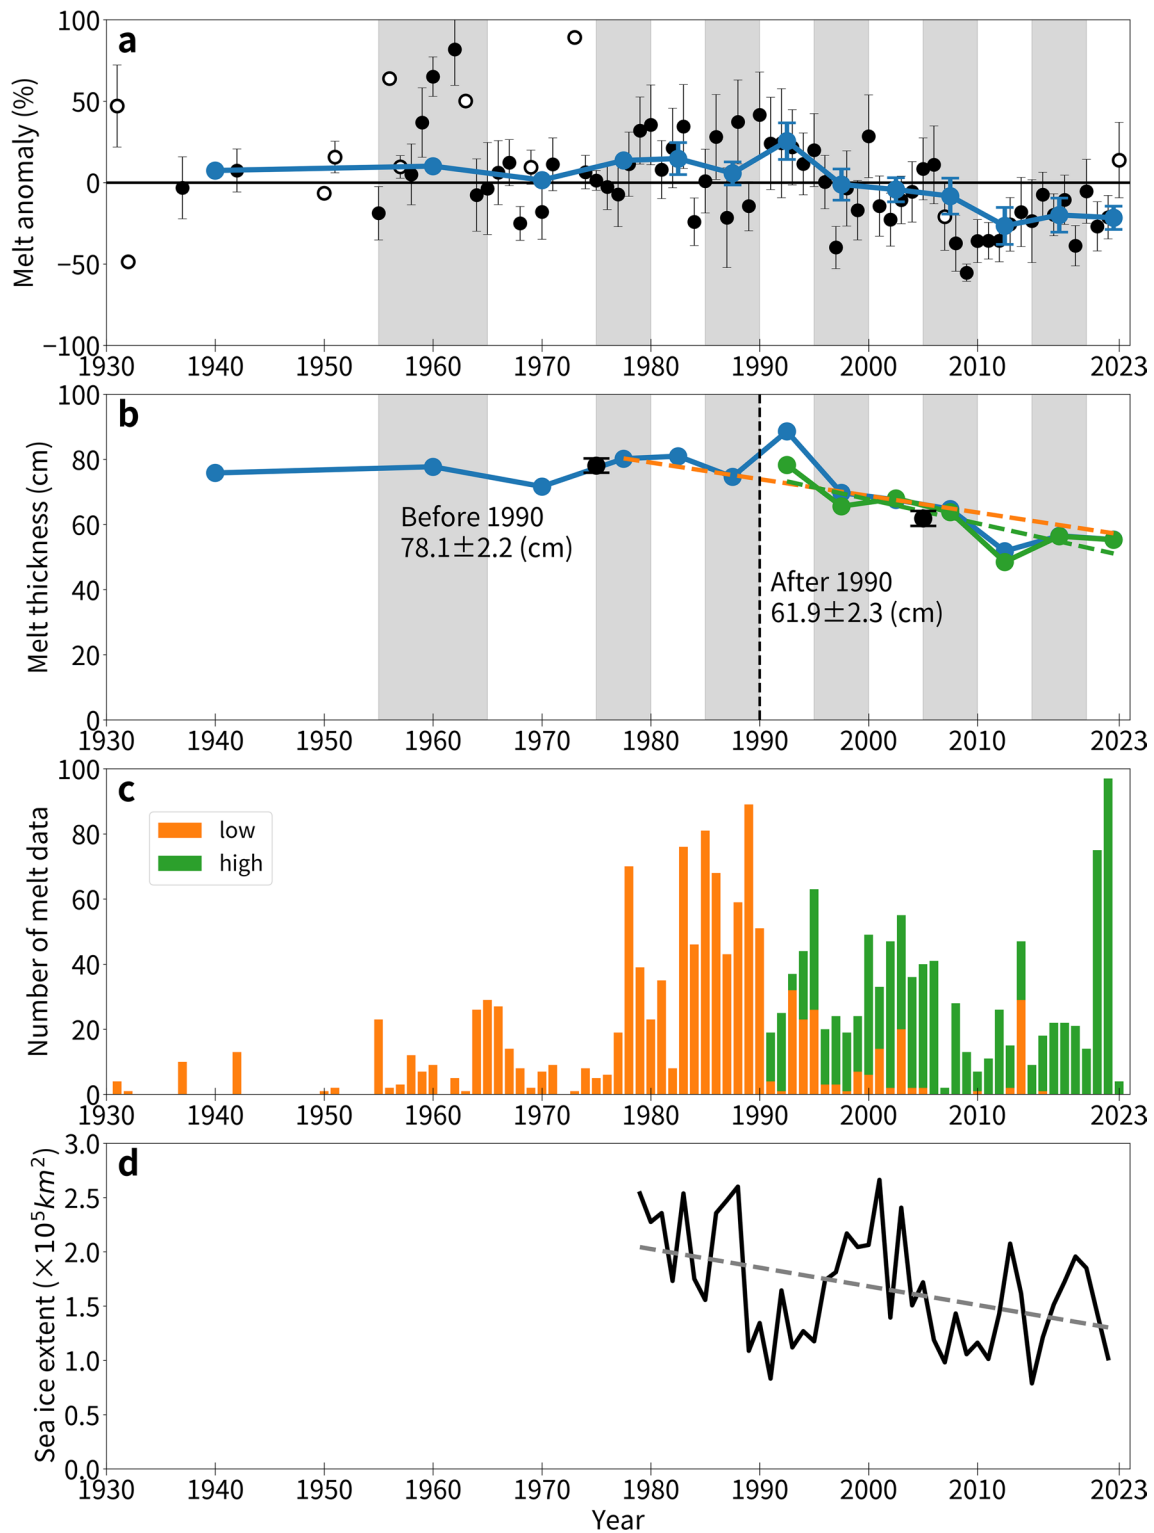 a
Melt anomaly (%)
100
50
0
−50
−100
1930 1940 1950 1960 1970 1980 1990 2000 2010 2023
b
Melt thickness (cm)
100
80
60
40
20
0
Before 1990
78.1±2.2 (cm)
After 1990
61.9±2.3 (cm)
1930 1940 1950 1960 1970 1980 1990 2000 2010 2023
c
Number of melt data
100
80
60
40
20
0
low
high
1930 1940 1950 1960 1970 1980 1990 2000 2010 2023
d
Sea ice extent (×10⁵km²)
3.0
2.5
2.0
1.5
1.0
0.5
0.0
1930 1940 1950 1960 1970 1980 1990 2000 2010 2023
Year